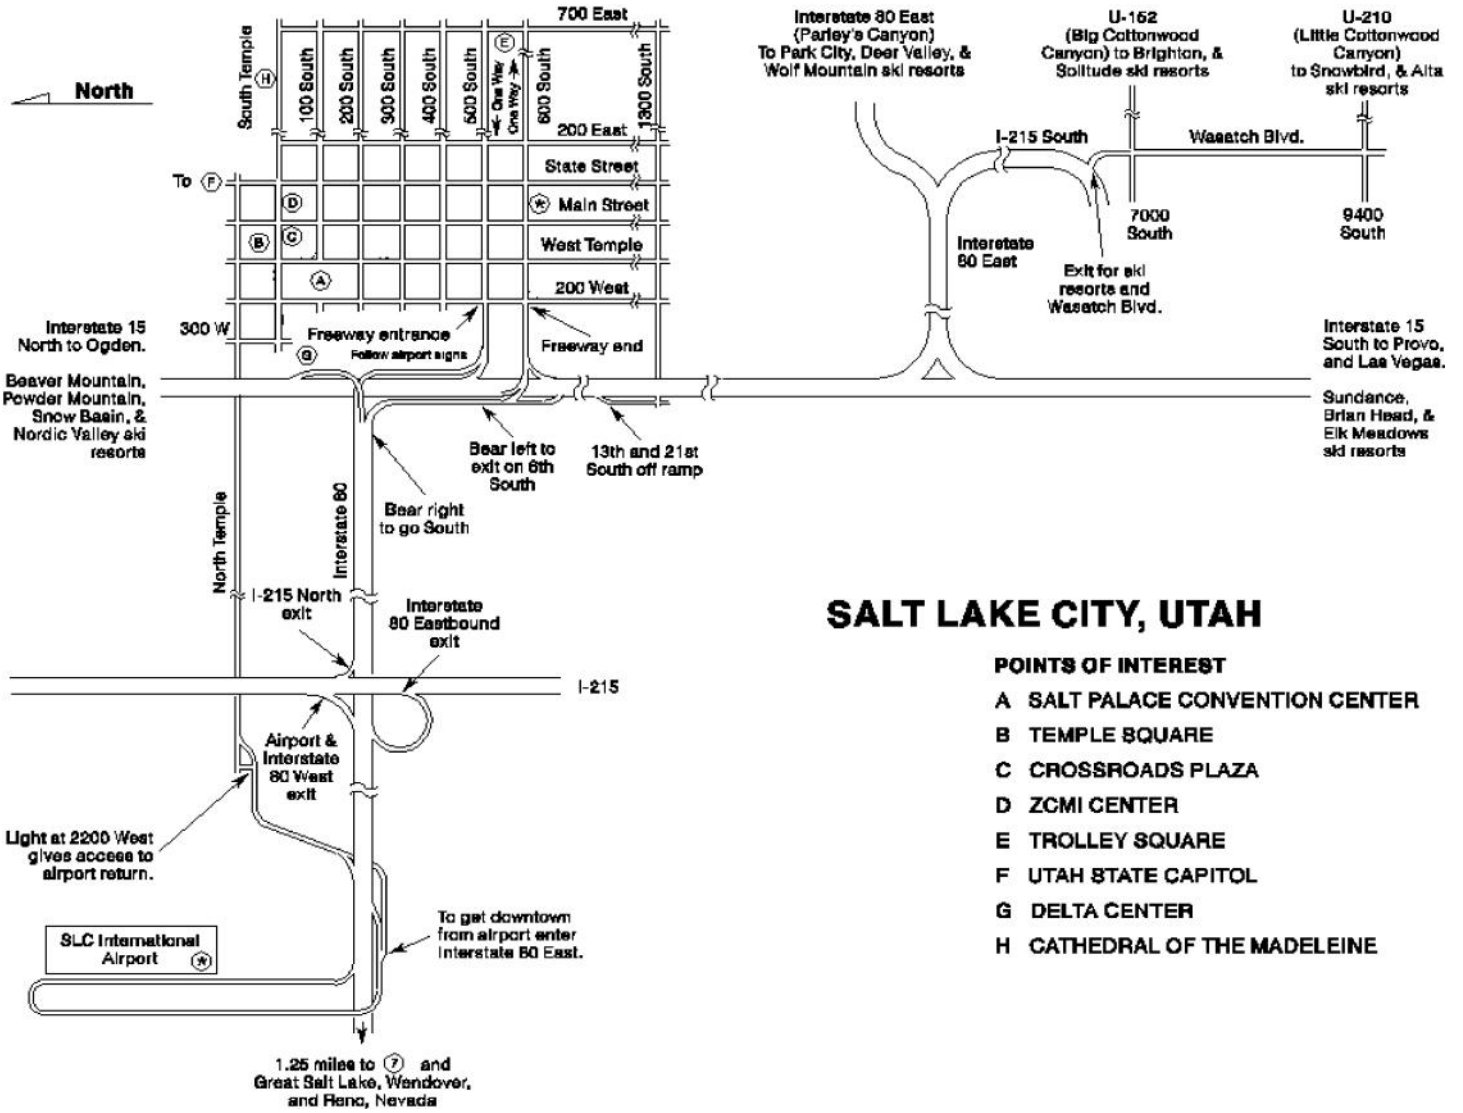 700 East
South Temple
H
100 South
200 South
300 South
400 South
500 South
One Way
One Way
E
600 South
1300 South
North
200 East
State Street
To F
D
* Main Street
B
C
West Temple
A
200 West
300 W
Freeway entrance
Follow airport signs
Freeway end
G
Interstate 15
North to Ogden.
Beaver Mountain,
Powder Mountain,
Snow Basin, &
Nordic Valley ski
resorts
Interstate 80 East
(Parley's Canyon)
To Park City, Deer Valley, &
Wolf Mountain ski resorts
U-152
(Big Cottonwood
Canyon) to Brighton, &
Solitude ski resorts
U-210
(Little Cottonwood
Canyon)
to Snowbird, & Alta
ski resorts
I-215 South
Wasatch Blvd.
7000
South
9400
South
Interstate
80 East
Exit for ski
resorts and
Wasatch Blvd.
Interstate 15
South to Provo,
and Las Vegas.
Sundance,
Brian Head, &
Elk Meadows
ski resorts
Bear left to
exit on 6th
South
13th and 21st
South off ramp
Bear right
to go South
North Temple
Interstate 80
I-215 North
exit
Interstate
80 Eastbound
exit
I-215
Airport &
Interstate
80 West
exit
Light at 2200 West
gives access to
airport return.
SLC International
Airport *
To get downtown
from airport enter
Interstate 80 East.
1.25 miles to 7 and
Great Salt Lake, Wendover,
and Reno, Nevada
SALT LAKE CITY, UTAH
POINTS OF INTEREST
A SALT PALACE CONVENTION CENTER
B TEMPLE SQUARE
C CROSSROADS PLAZA
D ZCMI CENTER
E TROLLEY SQUARE
F UTAH STATE CAPITOL
G DELTA CENTER
H CATHEDRAL OF THE MADELEINE